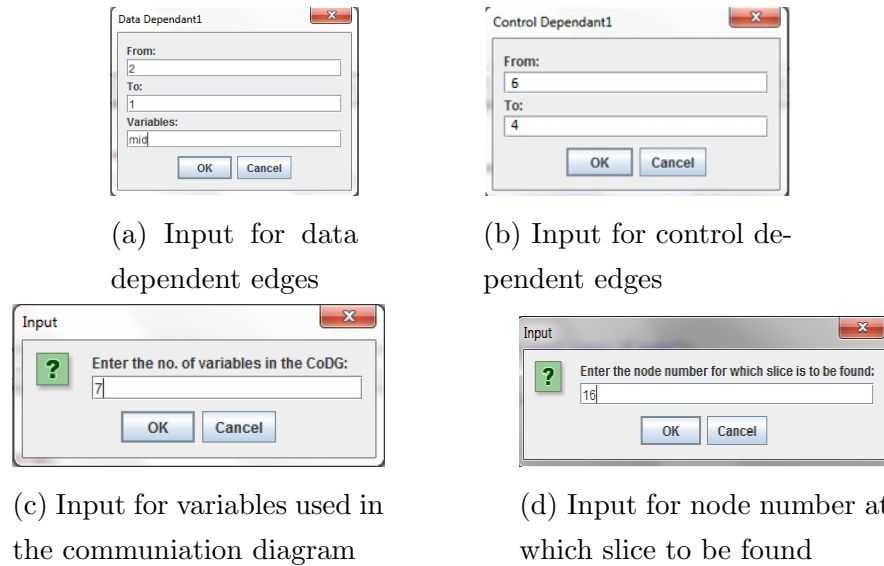 Data Dependant1
From:
2
To:
1
Variables:
mid
OK Cancel
(a) Input for data
dependent edges
Control Dependant1
From:
6
To:
4
OK Cancel
(b) Input for control de-
pendent edges
Input
Enter the no. of variables in the CoDG:
7
OK Cancel
(c) Input for variables used in
the communiation diagram
Input
Enter the node number for which slice is to be found:
16
OK Cancel
(d) Input for node number at
which slice to be found